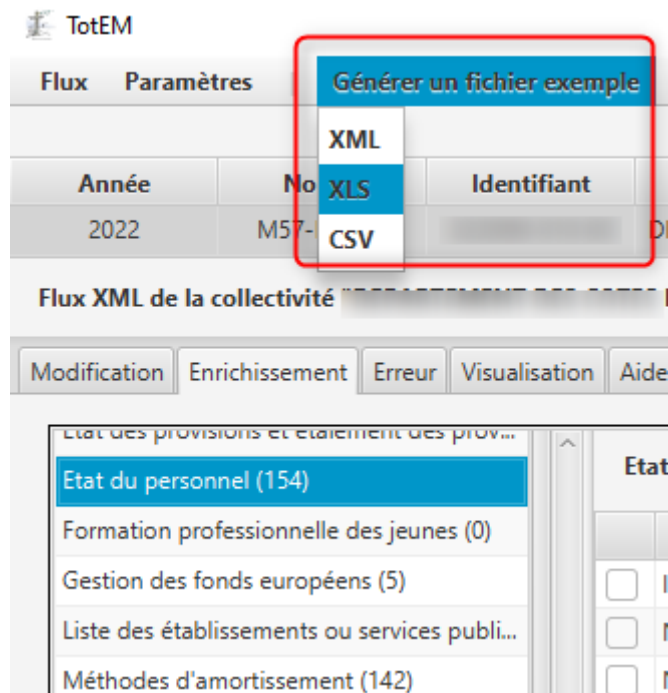 TotEM
Flux Paramètres Générer un fichier exemple
XML
XLS
CSV
Année Identifiant
2022
Flux XML de la collectivité
Modification Enrichissement Erreur Visualisation Aide
Etat du personnel (154)
Formation professionnelle des jeunes (0)
Gestion des fonds européens (5)
Liste des établissements ou services publi...
Méthodes d'amortissement (142)
Etat